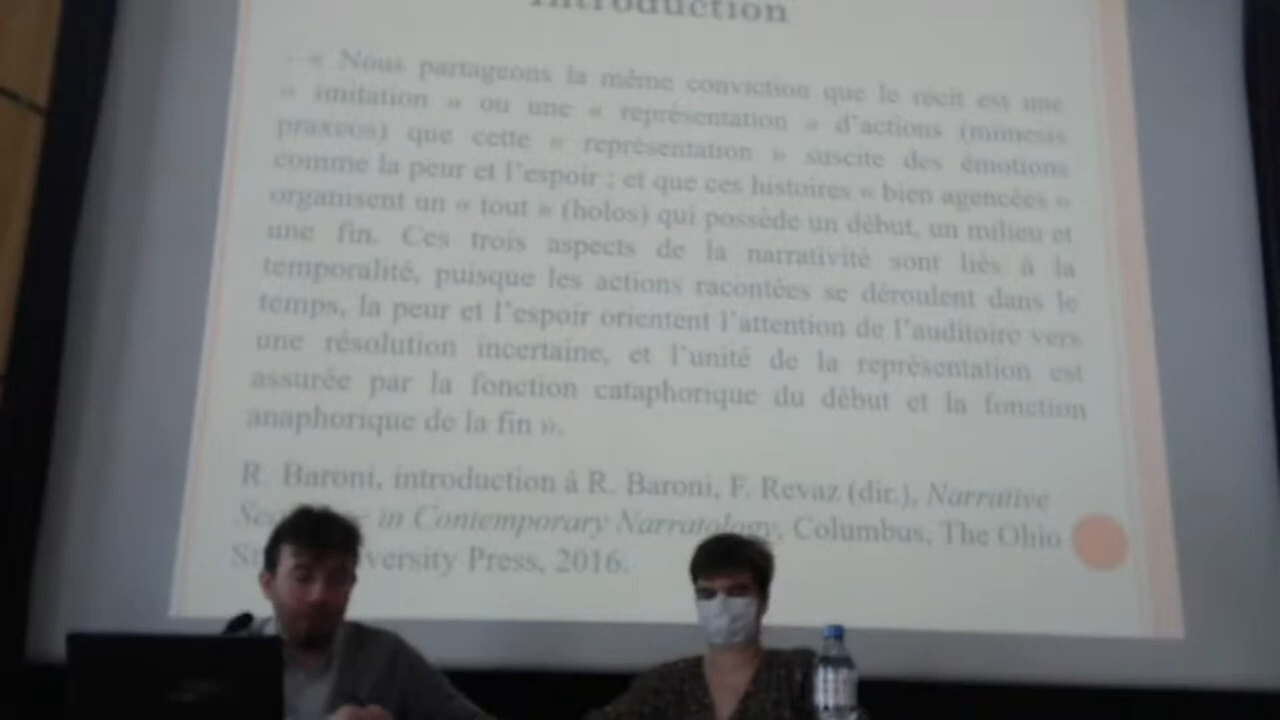 Introduction
« Nous partageons la même conviction que le récit est une
« imitation » ou une « représentation » d'actions (mimesis
praxeos) que cette « représentation » suscite des émotions
comme la peur et l'espoir ; et que ces histoires « bien agencées »
organisent un « tout » (holos) qui possède un début, un milieu et
une fin. Ces trois aspects de la narrativité sont liés à la
temporalité, puisque les actions racontées se déroulent dans le
temps, la peur et l'espoir orientent l'attention de l'auditoire vers
une résolution incertaine, et l'unité de la représentation est
assurée par la fonction cataphorique du début et la fonction
anaphorique de la fin ».
R. Baroni, introduction à R. Baroni, F. Revaz (dir.), Narrative
in Contemporary Narratology, Columbus, The Ohio
Press, 2016.